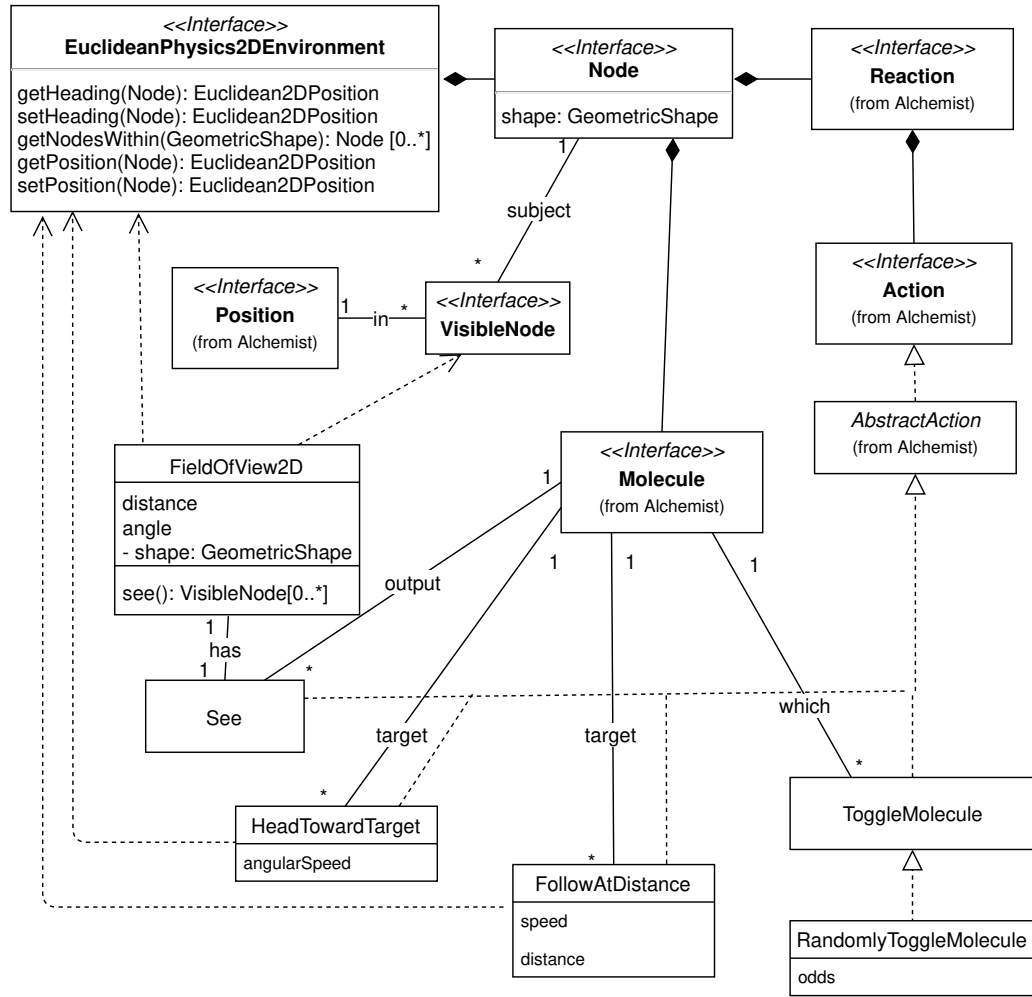 <<Interface>>
EuclideanPhysics2DEnvironment
getHeading(Node): Euclidean2DPosition
setHeading(Node): Euclidean2DPosition
getNodesWithin(GeometricShape): Node [0..*]
getPosition(Node): Euclidean2DPosition
setPosition(Node): Euclidean2DPosition
<<Interface>>
Node
shape: GeometricShape
<<Interface>>
Reaction
(from Alchemist)
1
subject
*
<<Interface>>
Position
(from Alchemist)
1
in
*
<<Interface>>
VisibleNode
<<Interface>>
Action
(from Alchemist)
AbstractAction
(from Alchemist)
FieldOfView2D
distance
angle
- shape: GeometricShape
see(): VisibleNode[0..*]
<<Interface>>
Molecule
(from Alchemist)
1
1
1
1
output
1
has
1
*
See
target
target
which
*
*
*
HeadTowardTarget
angularSpeed
FollowAtDistance
speed
distance
ToggleMolecule
RandomlyToggleMolecule
odds